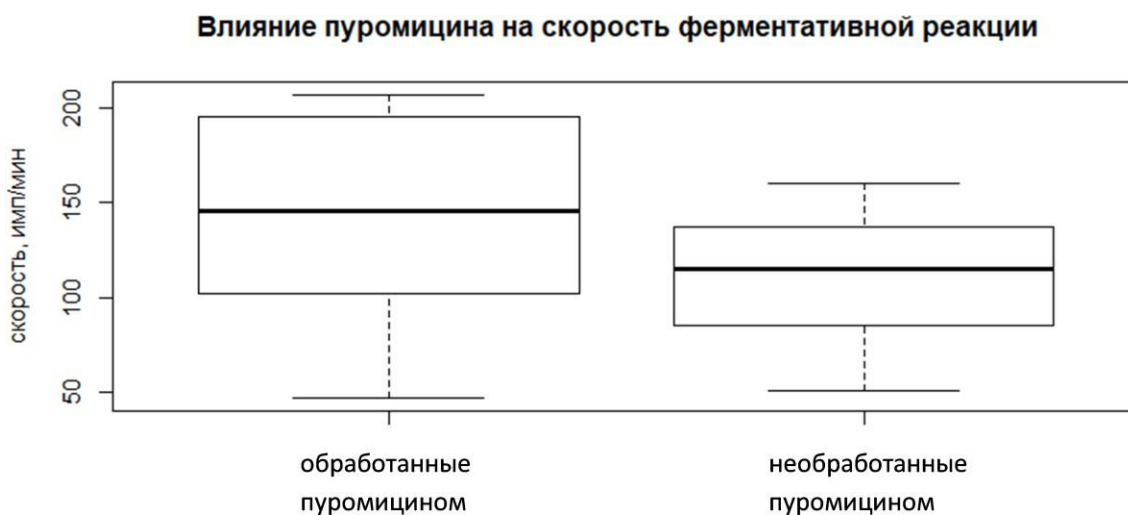 Влияние пуромицина на скорость ферментативной реакции
скорость, имп/мин
200
150
100
50
обработанные
пуромицином
необработанные
пуромицином